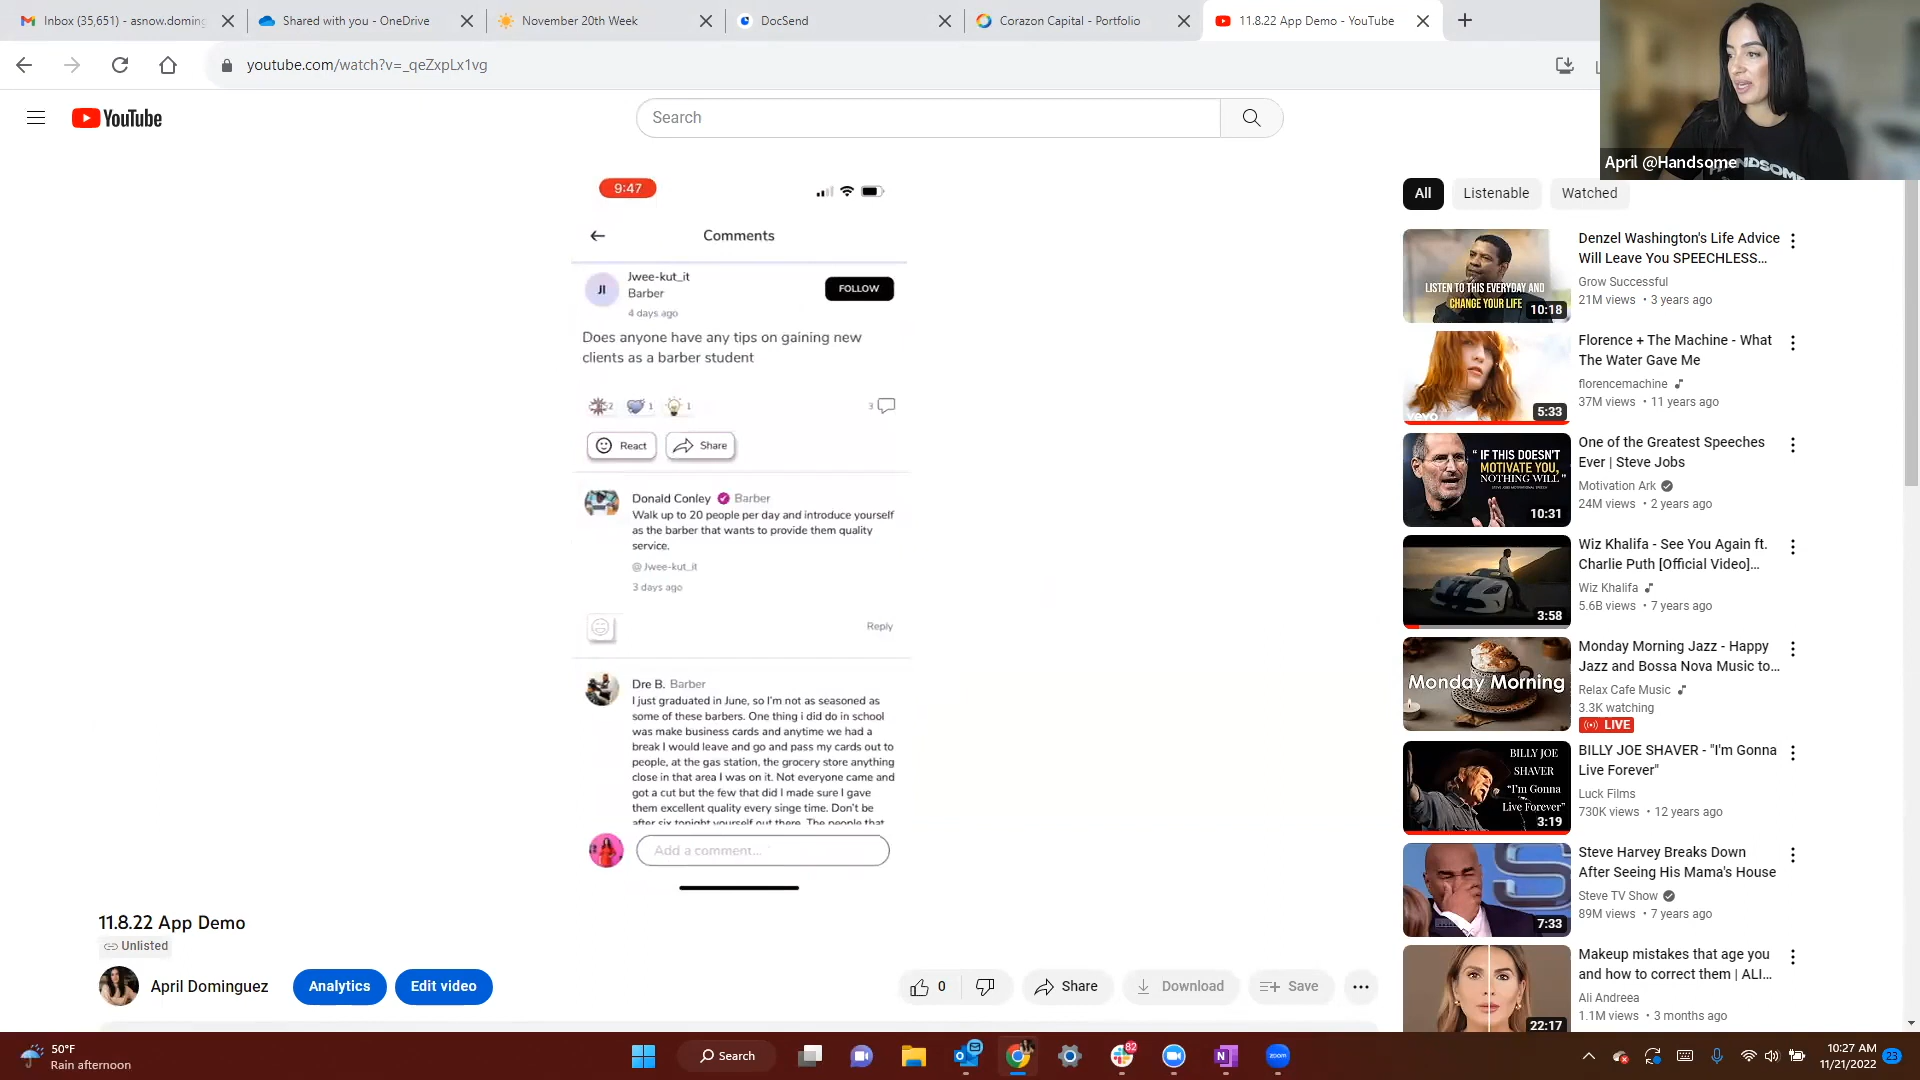 Inbox (35,651) - asnow.doming
Shared with you - OneDrive
November 20th Week
DocSend
Corazon Capital - Portfolio
11.8.22 App Demo - YouTube
youtube.com/watch?v=_qeZxpLx1vg
YouTube
Search
April @Handsome
9:47
Comments
JI
Jwee-kut_it
Barber
4 days ago
FOLLOW
Does anyone have any tips on gaining new
clients as a barber student
2
1
1
3
React
Share
Donald Conley Barber
Walk up to 20 people per day and introduce yourself
as the barber that wants to provide them quality
service.
@Jwee-kut_it
3 days ago
Reply
Dre B. Barber
I just graduated in June, so I'm not as seasoned as
some of these barbers. One thing i did do in school
was make business cards and anytime we had a
break I would leave and go and pass my cards out to
people, at the gas station, the grocery store anything
close in that area I was on it. Not everyone came and
got a cut but the few that did I made sure I gave
them excellent quality every singe time. Don't be
Add a comment...
11.8.22 App Demo
Unlisted
April Dominguez
Analytics
Edit video
0
Share
Download
Save
All
Listenable
Watched
LISTEN TO THIS EVERYDAY AND
CHANGE YOUR LIFE
10:18
Denzel Washington's Life Advice
Will Leave You SPEECHLESS...
Grow Successful
21M views • 3 years ago
vevo
5:33
Florence + The Machine - What
The Water Gave Me
florencemachine
37M views • 11 years ago
" IF THIS DOESN'T
MOTIVATE YOU,
NOTHING WILL "
10:31
One of the Greatest Speeches
Ever | Steve Jobs
Motivation Ark
24M views • 2 years ago
3:58
Wiz Khalifa - See You Again ft.
Charlie Puth [Official Video]...
Wiz Khalifa
5.6B views • 7 years ago
Monday Morning
Monday Morning Jazz - Happy
Jazz and Bossa Nova Music to...
Relax Cafe Music
3.3K watching
LIVE
BILLY JOE
SHAVER
"I'm Gonna
Live Forever"
3:19
BILLY JOE SHAVER - "I'm Gonna
Live Forever"
Luck Films
730K views • 12 years ago
7:33
Steve Harvey Breaks Down
After Seeing His Mama's House
Steve TV Show
89M views • 7 years ago
22:17
Makeup mistakes that age you
and how to correct them | ALI...
Ali Andreea
1.1M views • 3 months ago
50°F
Rain afternoon
Search
82
zoom
10:27 AM
11/21/2022
23